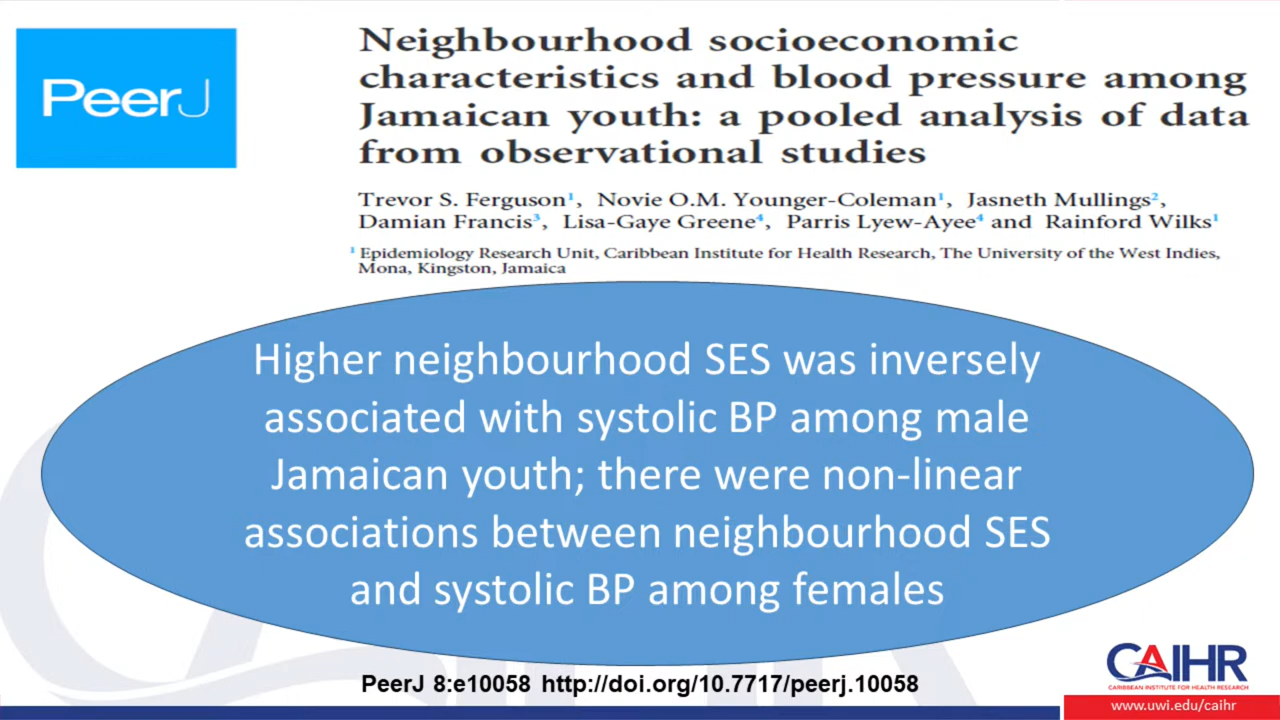 PeerJ
Neighbourhood socioeconomic
characteristics and blood pressure among
Jamaican youth: a pooled analysis of data
from observational studies
Trevor S. Ferguson¹, Novie O.M. Younger-Coleman¹, Jasneth Mullings²,
Damian Francis³, Lisa-Gaye Greene⁴, Parris Lyew-Ayee⁴ and Rainford Wilks¹
¹ Epidemiology Research Unit, Caribbean Institute for Health Research, The University of the West Indies,
Mona, Kingston, Jamaica
Higher neighbourhood SES was inversely
associated with systolic BP among male
Jamaican youth; there were non-linear
associations between neighbourhood SES
and systolic BP among females
PeerJ 8:e10058 http://doi.org/10.7717/peerj.10058
CAIHR
CARIBBEAN INSTITUTE FOR HEALTH RESEARCH
www.uwi.edu/caihr